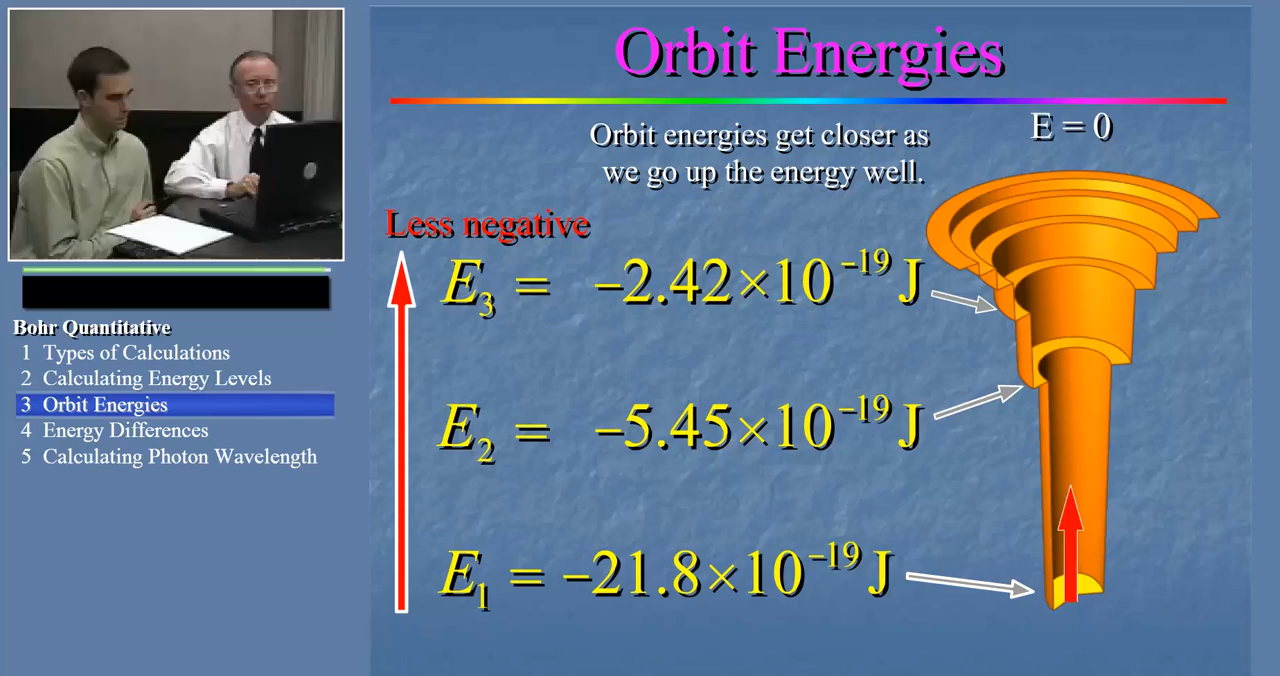 Orbit Energies
Orbit energies get closer as
we go up the energy well.
E = 0
Less negative
E₃ = −2.42×10⁻¹⁹ J
E₂ = −5.45×10⁻¹⁹ J
E₁ = −21.8×10⁻¹⁹ J
Bohr Quantitative
1 Types of Calculations
2 Calculating Energy Levels
3 Orbit Energies
4 Energy Differences
5 Calculating Photon Wavelength